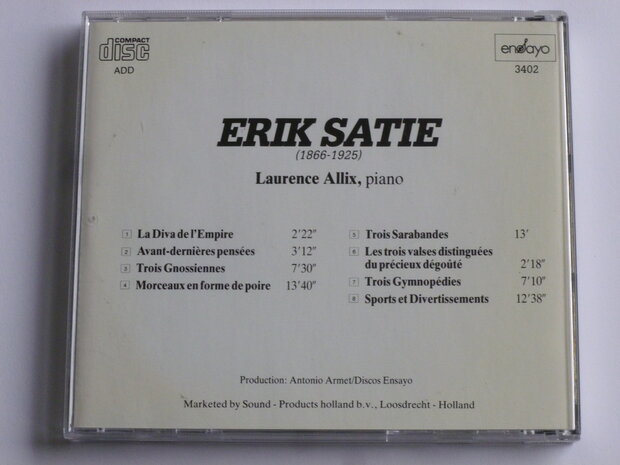 COMPACT
disc
ADD
ensayo
3402
ERIK SATIE
(1866-1925)
Laurence Allix, piano
1 La Diva de l'Empire 2'22"
2 Avant-dernières pensées 3'12"
3 Trois Gnossiennes 7'30"
4 Morceaux en forme de poire 13'40"
5 Trois Sarabandes 13'
6 Les trois valses distinguées
du précieux dégoûté 2'18"
7 Trois Gymnopédies 7'10"
8 Sports et Divertissements 12'38"
Production: Antonio Armet/Discos Ensayo
Marketed by Sound - Products holland b.v., Loosdrecht - Holland